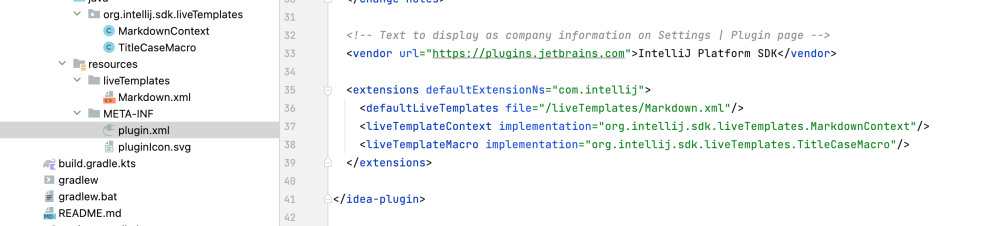 java
org.intellij.sdk.liveTemplates
MarkdownContext
TitleCaseMacro
resources
liveTemplates
Markdown.xml
META-INF
plugin.xml
pluginIcon.svg
build.gradle.kts
gradlew
gradlew.bat
README.md
30 </change-notes>
31
32 <!-- Text to display as company information on Settings | Plugin page -->
33 <vendor url="https://plugins.jetbrains.com">IntelliJ Platform SDK</vendor>
34
35 <extensions defaultExtensionNs="com.intellij">
36 <defaultLiveTemplates file="/liveTemplates/Markdown.xml"/>
37 <liveTemplateContext implementation="org.intellij.sdk.liveTemplates.MarkdownContext"/>
38 <liveTemplateMacro implementation="org.intellij.sdk.liveTemplates.TitleCaseMacro"/>
39 </extensions>
40
41 </idea-plugin>
42